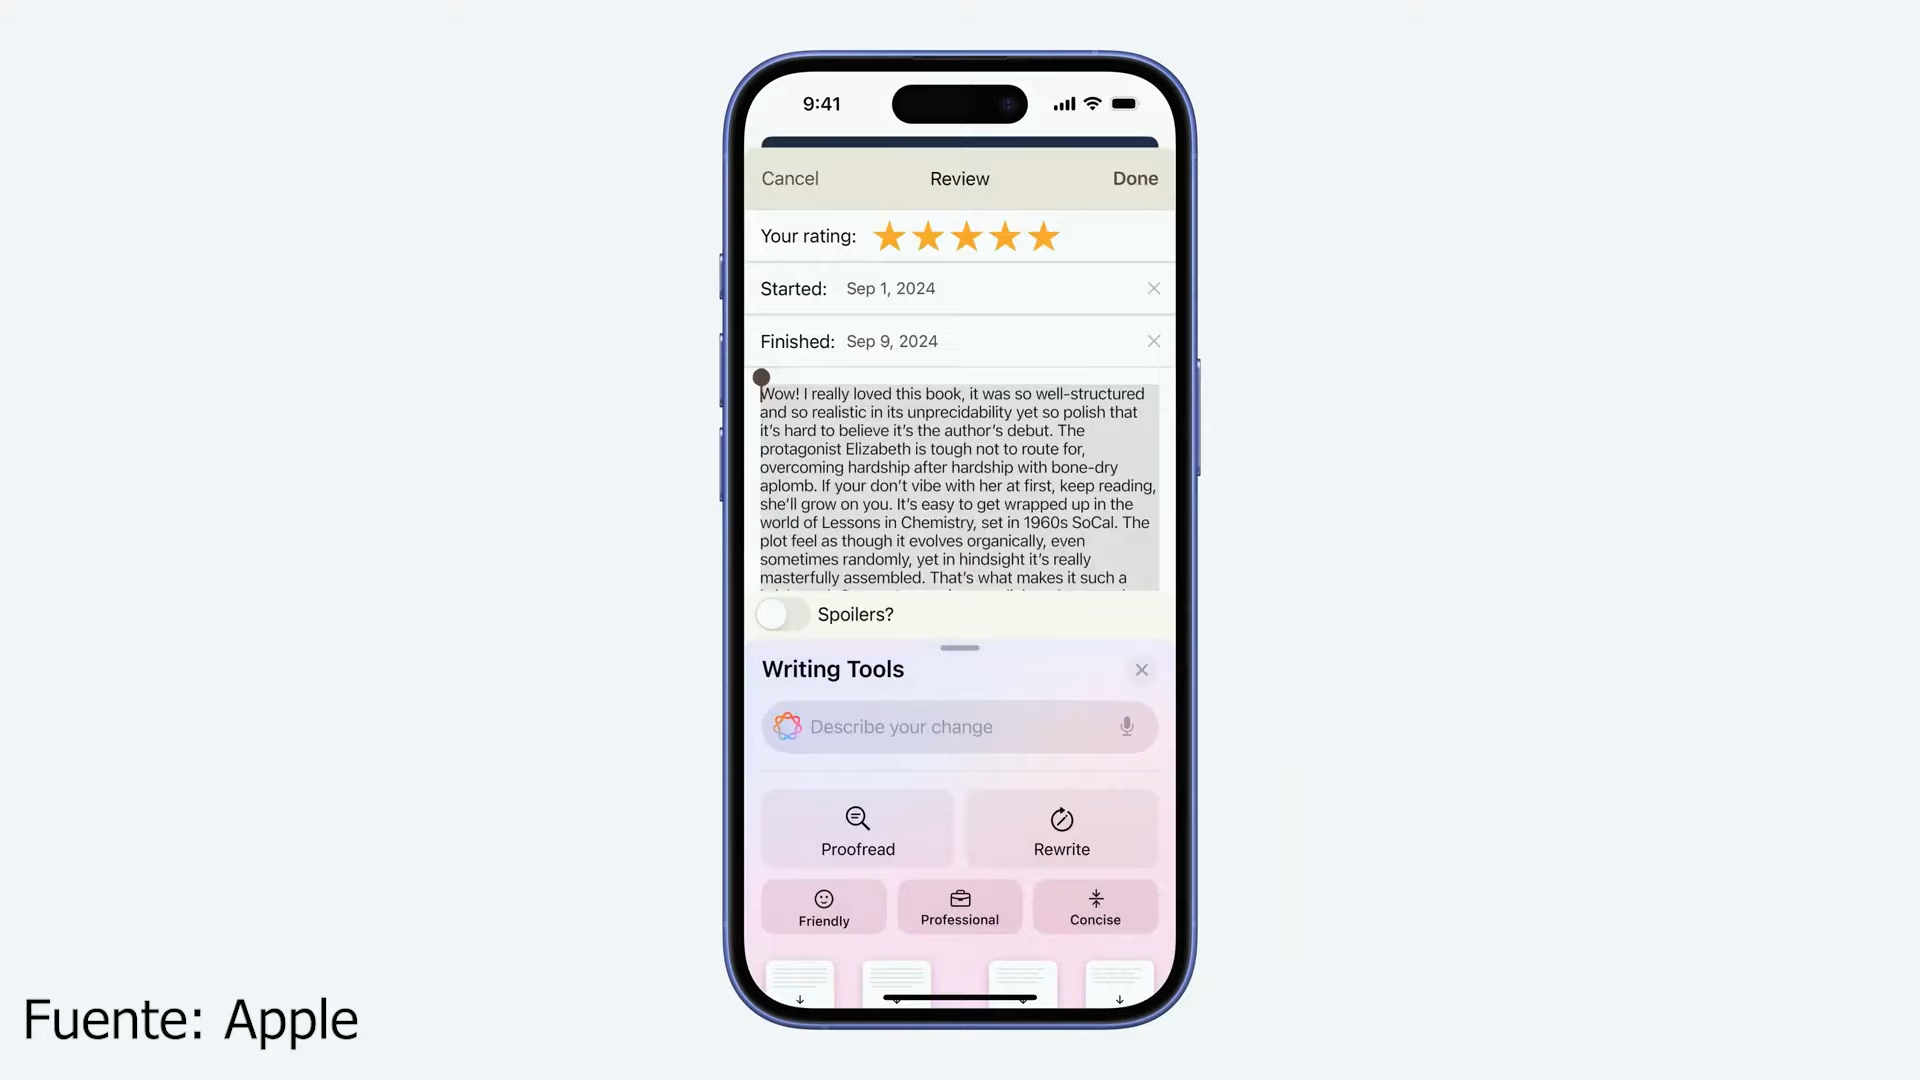 9:41
Cancel
Review
Done
Your rating:
Started: Sep 1, 2024
Finished: Sep 9, 2024
Wow! I really loved this book, it was so well-structured
and so realistic in its unprecidability yet so polish that
it’s hard to believe it’s the author’s debut. The
protagonist Elizabeth is tough not to route for,
overcoming hardship after hardship with bone-dry
aplomb. If your don’t vibe with her at first, keep reading,
she’ll grow on you. It’s easy to get wrapped up in the
world of Lessons in Chemistry, set in 1960s SoCal. The
plot feel as though it evolves organically, even
sometimes randomly, yet in hindsight it’s really
masterfully assembled. That’s what makes it such a
Spoilers?
Writing Tools
Describe your change
Proofread
Rewrite
Friendly
Professional
Concise
Fuente: Apple